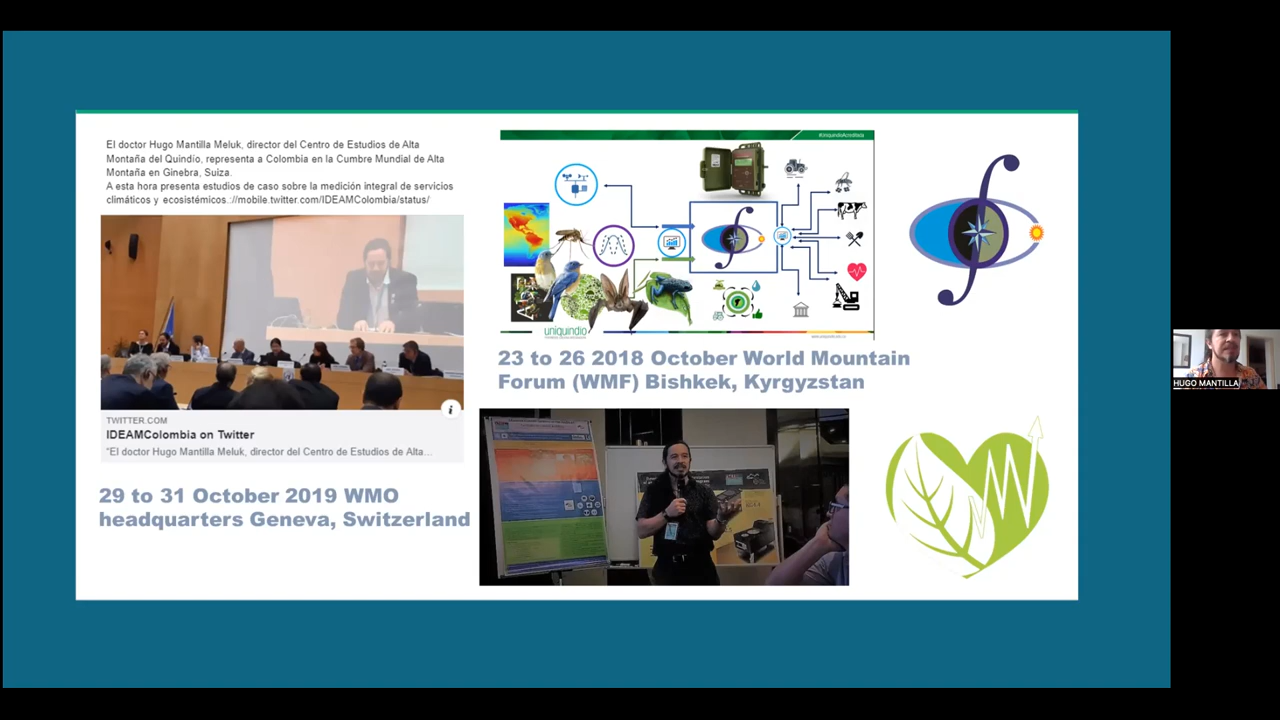 El doctor Hugo Mantilla Meluk, director del Centro de Estudios de Alta
Montaña del Quindío, representa a Colombia en la Cumbre Mundial de Alta
Montaña en Ginebra, Suiza.
A esta hora presenta estudios de caso sobre la medición integral de servicios
climáticos y ecosistémicos.://mobile.twitter.com/IDEAMColombia/status/
TWITTER.COM
IDEAMColombia on Twitter
"El doctor Hugo Mantilla Meluk, director del Centro de Estudios de Alta...
29 to 31 October 2019 WMO
headquarters Geneva, Switzerland
#UniquindioAcreditada
uniquindío
23 to 26 2018 October World Mountain
Forum (WMF) Bishkek, Kyrgyzstan
HUGO MANTILLA